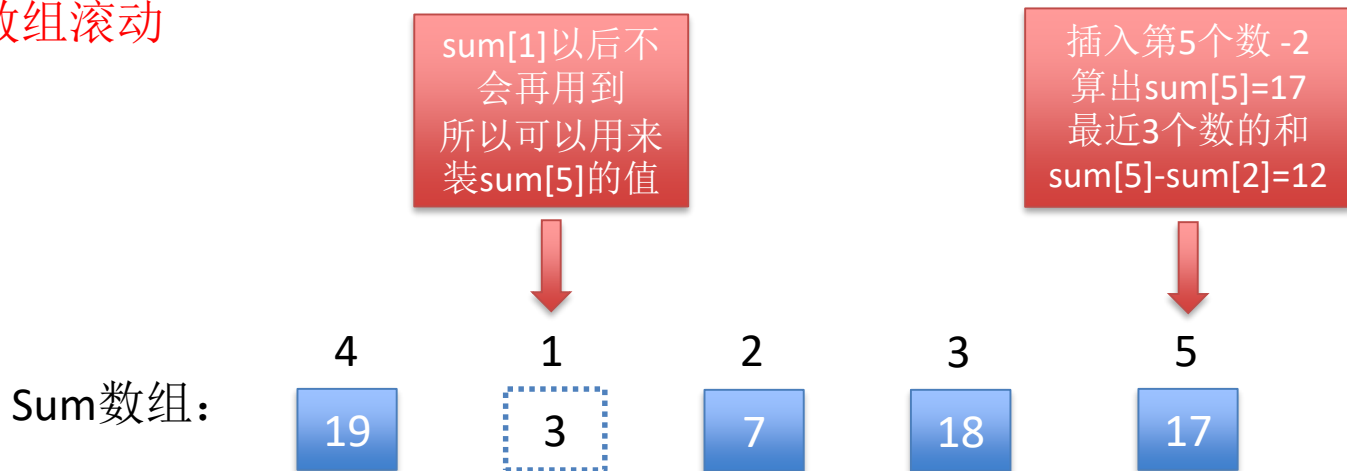 数组滚动
sum[1]以后不
会再用到
所以可以用来
装sum[5]的值
插入第5个数 -2
算出sum[5]=17
最近3个数的和
sum[5]-sum[2]=12
4 1 2 3 5
Sum数组： 19 3 7 18 17